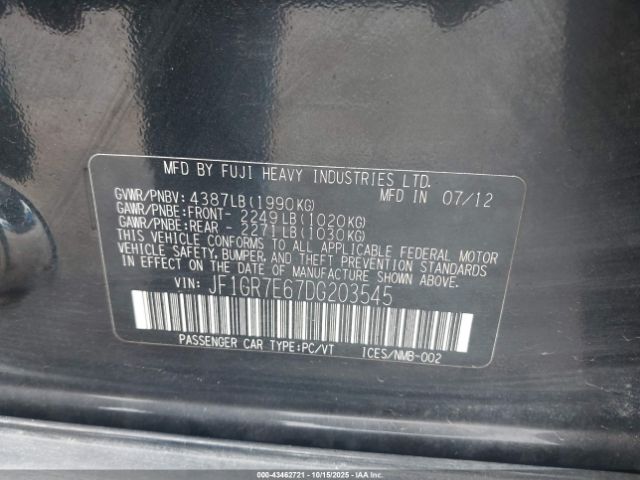 MFD BY FUJI HEAVY INDUSTRIES LTD.
GVWR/PNBV: 4387LB(1990KG) MFD IN 07/12
GAWR/PNBE:FRONT- 2249LB(1020KG)
GAWR/PNBE:REAR - 2271LB(1030KG)
THIS VEHICLE CONFORMS TO ALL APPLICABLE FEDERAL MOTOR
VEHICLE SAFETY, BUMPER, AND THEFT PREVENTION STANDARDS
IN EFFECT ON THE DATE OF MANUFACTURE SHOWN ABOVE.
VIN: JF1GR7E67DG203545
PASSENGER CAR TYPE:PC/VT ICES/NMB-002
00-43462721 - 10/15/2025 - COPYRIGHT IAA, LLC